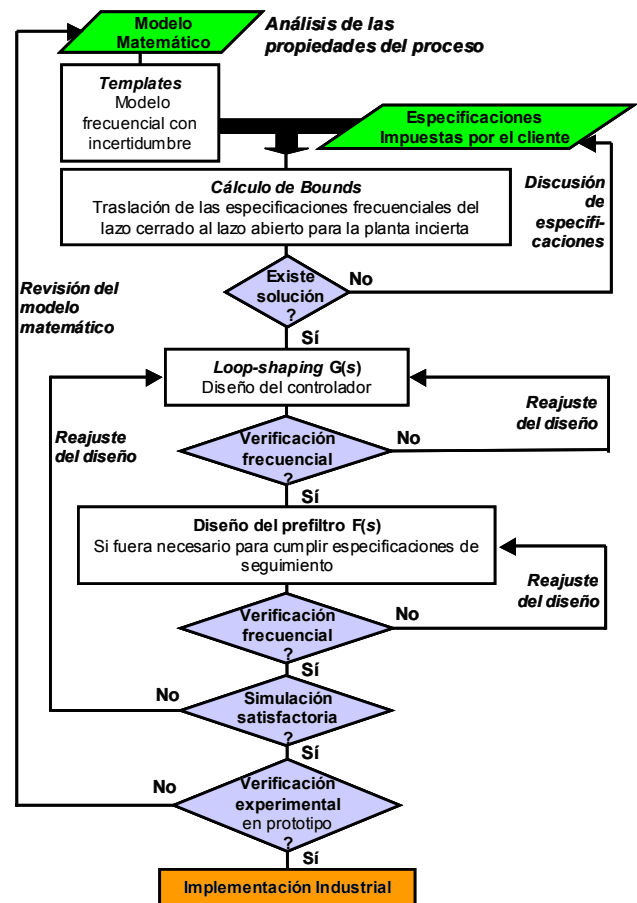 Modelo
Matemático
Análisis de las
propiedades del proceso
Templates
Modelo
frecuencial con
incertidumbre
Especificaciones
Impuestas por el cliente
Cálculo de Bounds
Traslación de las especificaciones frecuenciales del
lazo cerrado al lazo abierto para la planta incierta
Discusión
de
especifi-
caciones
Revisión del
modelo
matemático
Existe
solución
?
No
Sí
Loop-shaping G(s)
Diseño del controlador
Reajuste
del diseño
Verificación
frecuencial
?
No
Reajuste
del diseño
Sí
Diseño del prefiltro F(s)
Si fuera necesario para cumplir especificaciones de
seguimiento
Verificación
frecuencial
?
No
Reajuste
del diseño
Sí
No
Simulación
satisfactoria
?
Sí
No
Verificación
experimental
en prototipo
?
Sí
Implementación Industrial